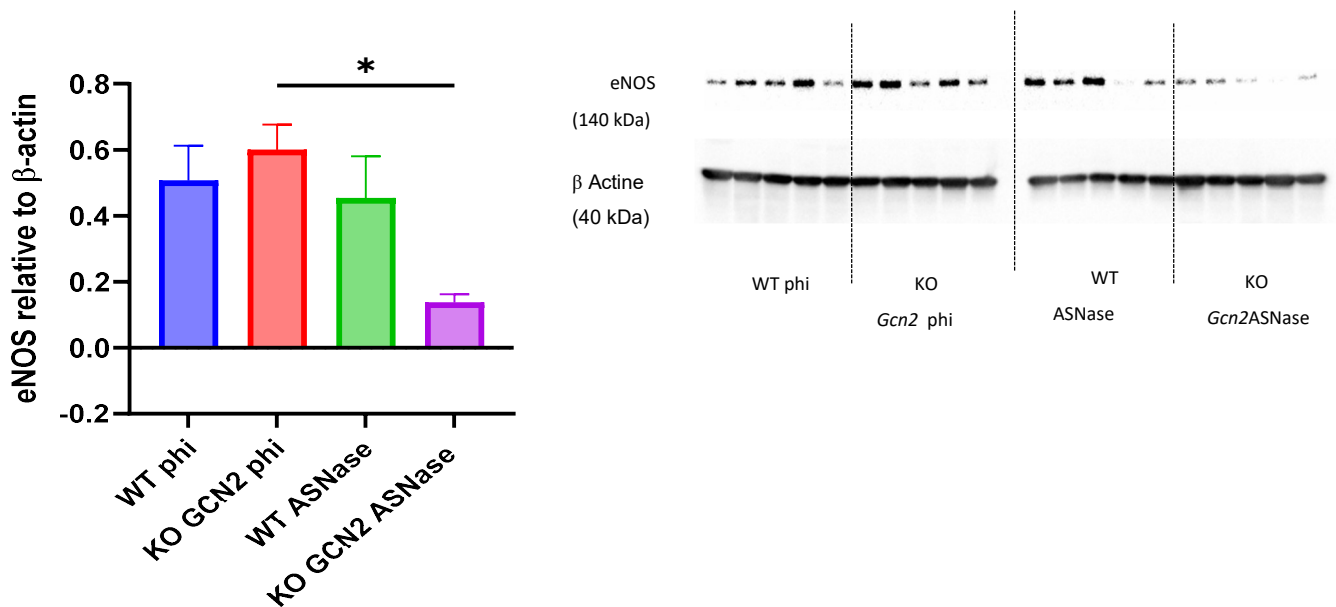 eNOS relative to β-actin
0.8
0.6
0.4
0.2
0.0
-0.2
*
WT phi
KO GCN2 phi
WT ASNase
KO GCN2 ASNase
eNOS
(140 kDa)
β Actine
(40 kDa)
WT phi
KO
Gcn2 phi
WT
ASNase
KO
Gcn2ASNase